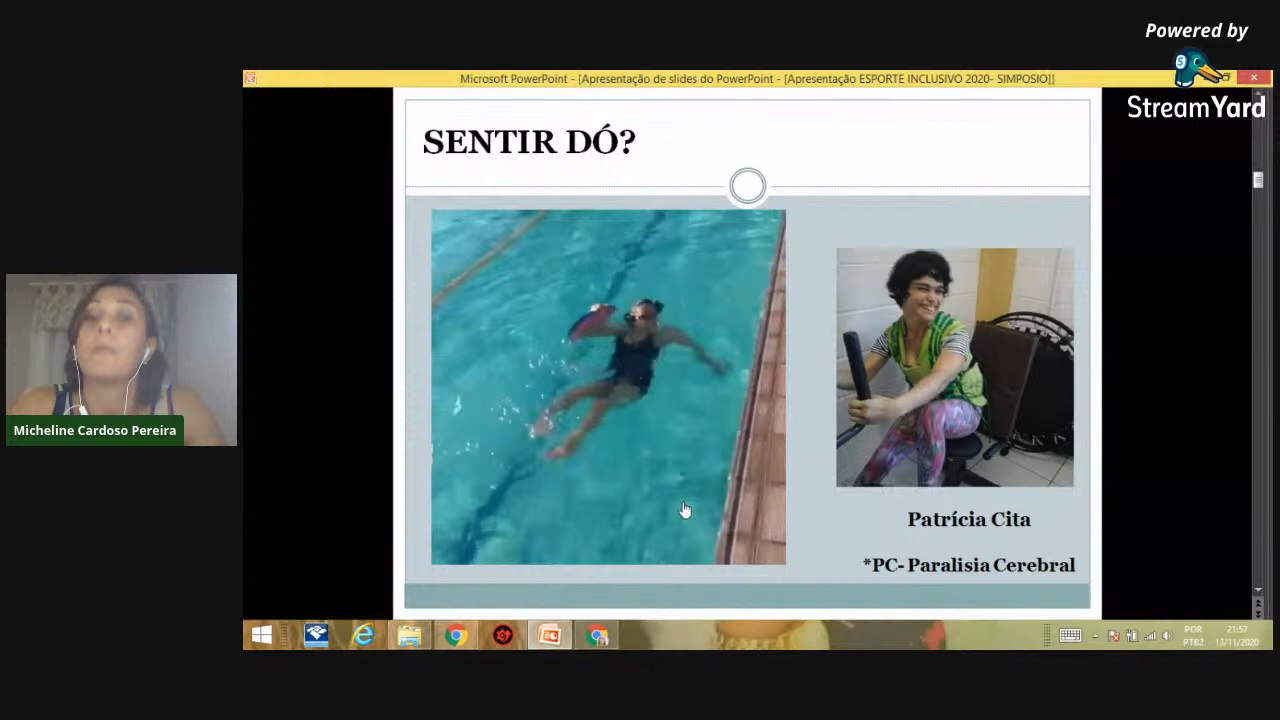 Powered by
StreamYard
Microsoft PowerPoint - [Apresentação de slides do PowerPoint - [Apresentação ESPORTE INCLUSIVO 2020- SIMPOSIO]]
SENTIR DÓ?
Patrícia Cita
*PC- Paralisia Cerebral
Micheline Cardoso Pereira
POR
PTB2
21:57
13/11/2020